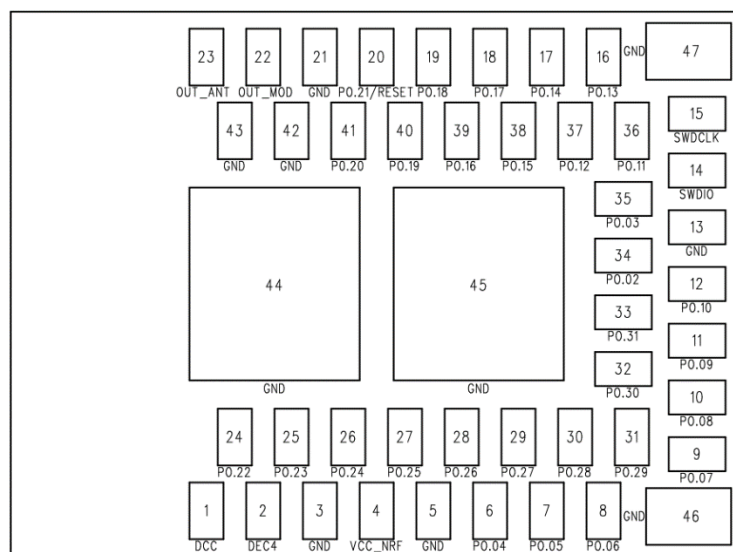 23 22 21 20 19 18 17 16 GND 47
OUT_ANT OUT_MOD GND P0.21/RESET P0.18 P0.17 P0.14 P0.13
15
SWDCLK
43 42 41 40 39 38 37 36
GND GND P0.20 P0.19 P0.16 P0.15 P0.12 P0.11
14
SWDIO
35
P0.03
13
GND
34
P0.02
44 45
12
P0.10
33
P0.31
11
P0.09
32
P0.30
GND GND
10
P0.08
24 25 26 27 28 29 30 31
P0.22 P0.23 P0.24 P0.25 P0.26 P0.27 P0.28 P0.29
9
P0.07
1 2 3 4 5 6 7 8 GND 46
DCC DEC4 GND VCC_NRF GND P0.04 P0.05 P0.06